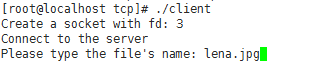 [root@localhost tcp]# ./client
Create a socket with fd: 3
Connect to the server
Please type the file's name: lena.jpg